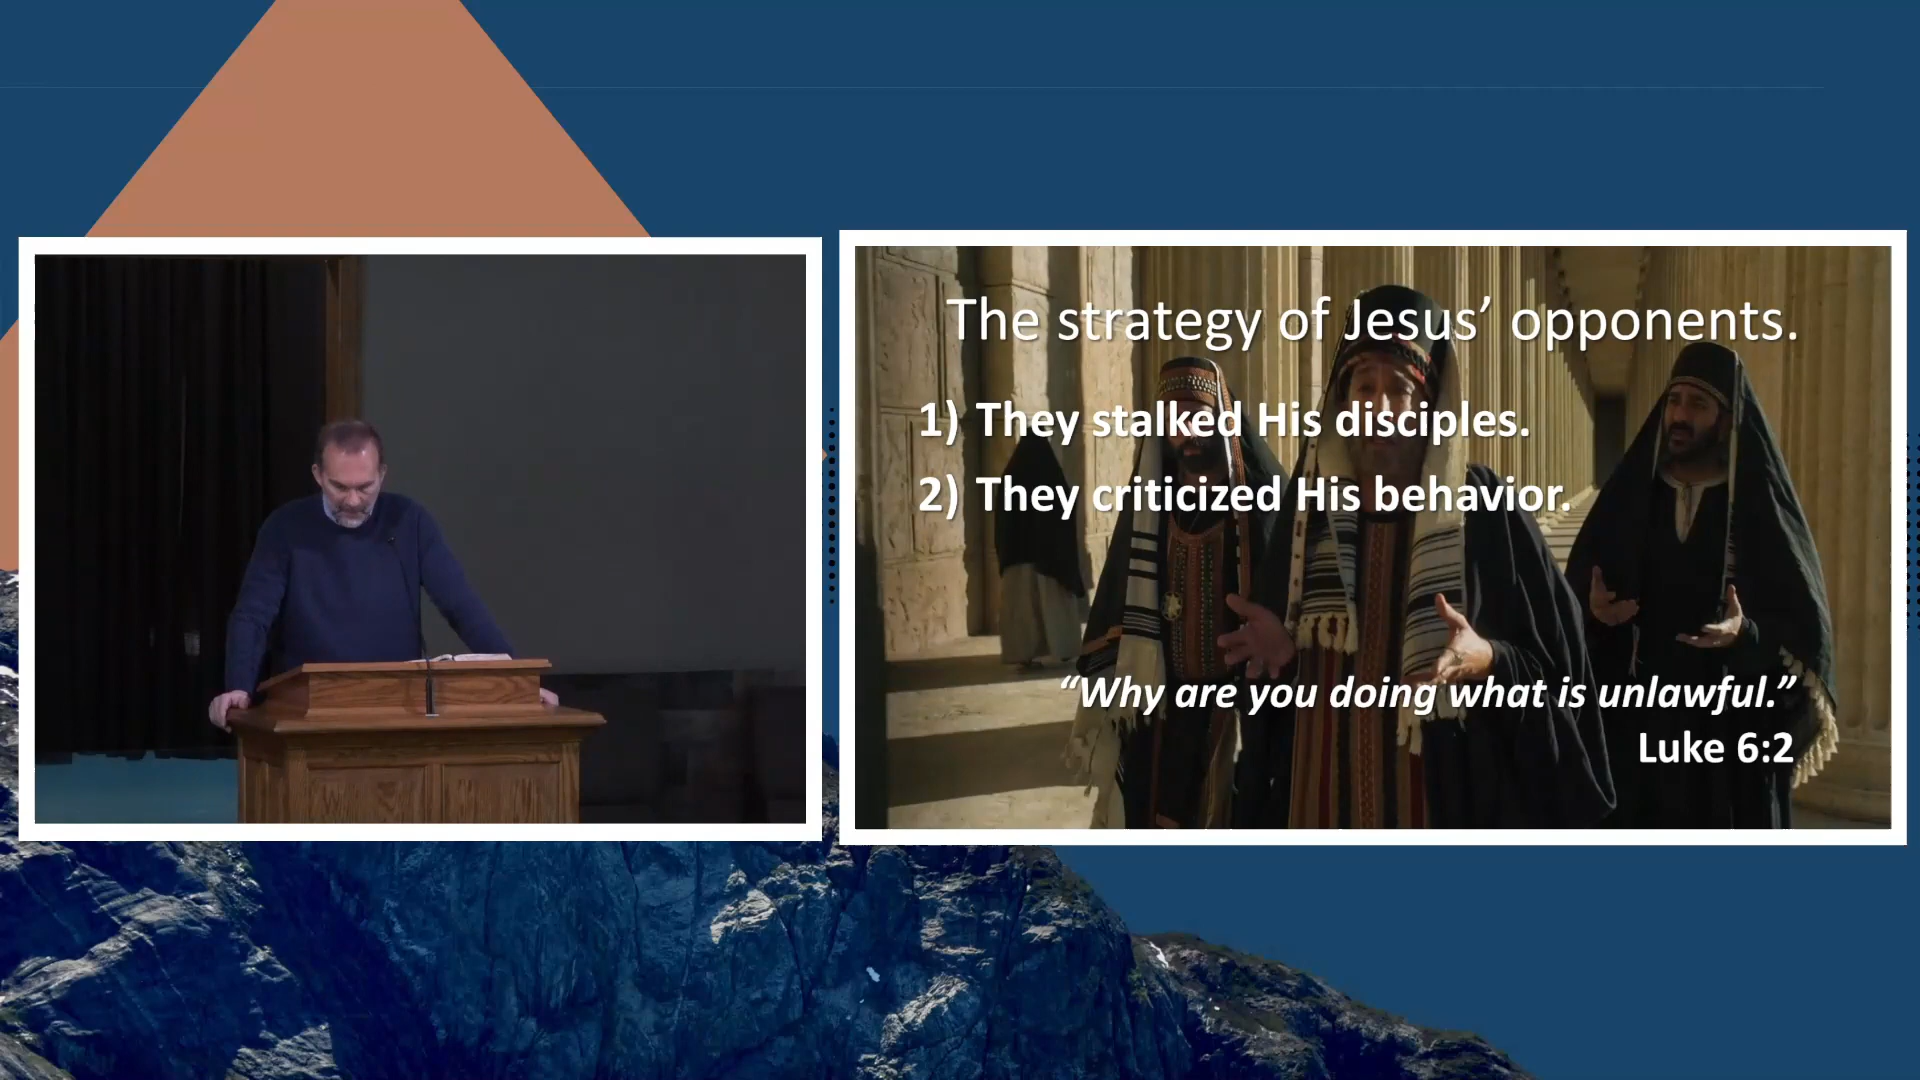 The strategy of Jesus’ opponents.
1) They stalked His disciples.
2) They criticized His behavior.
“Why are you doing what is unlawful.”
Luke 6:2